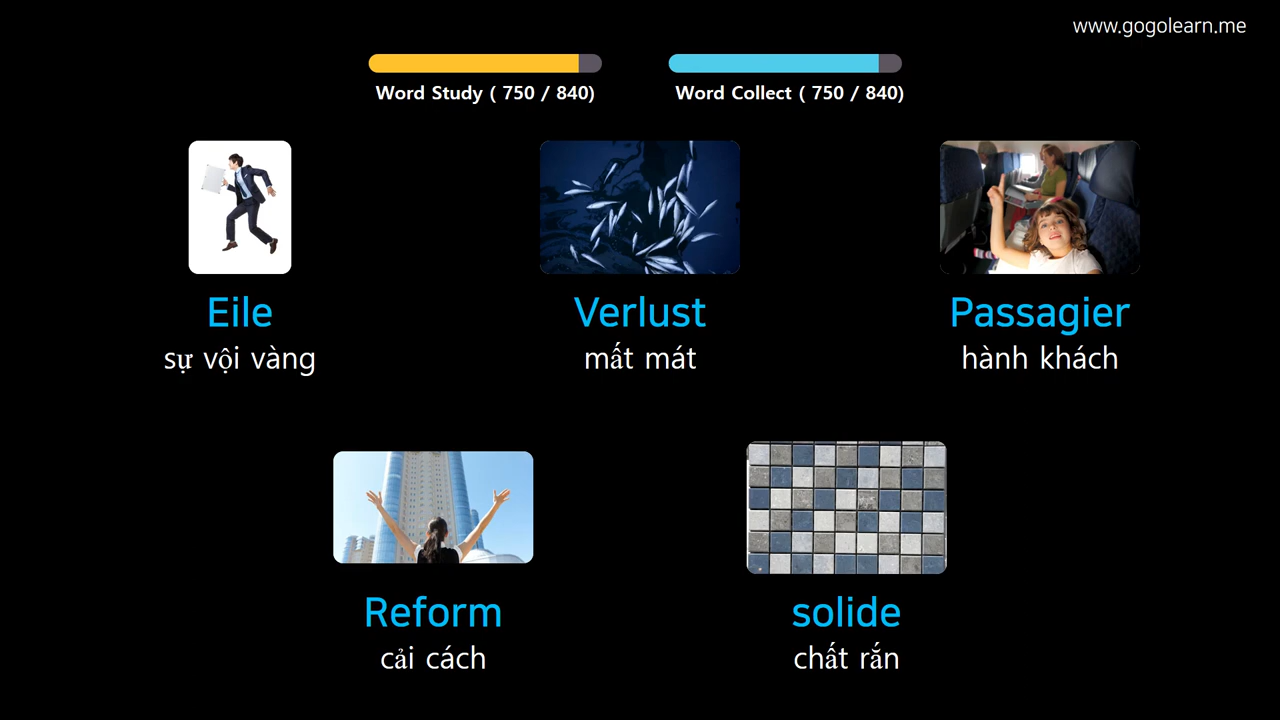 www.gogolearn.me
Word Study ( 750 / 840)
Word Collect ( 750 / 840)
Eile
sự vội vàng
Verlust
mất mát
Passagier
hành khách
Reform
cải cách
solide
chất rắn